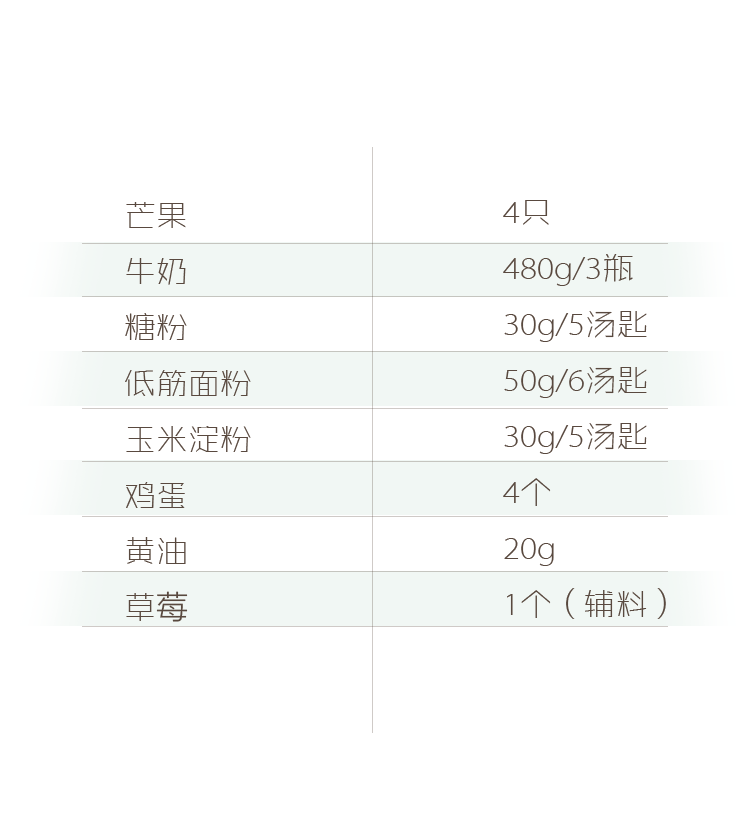 芒果 4只
牛奶 480g/3瓶
糖粉 30g/5汤匙
低筋面粉 50g/6汤匙
玉米淀粉 30g/5汤匙
鸡蛋 4个
黄油 20g
草莓 1个（辅料）